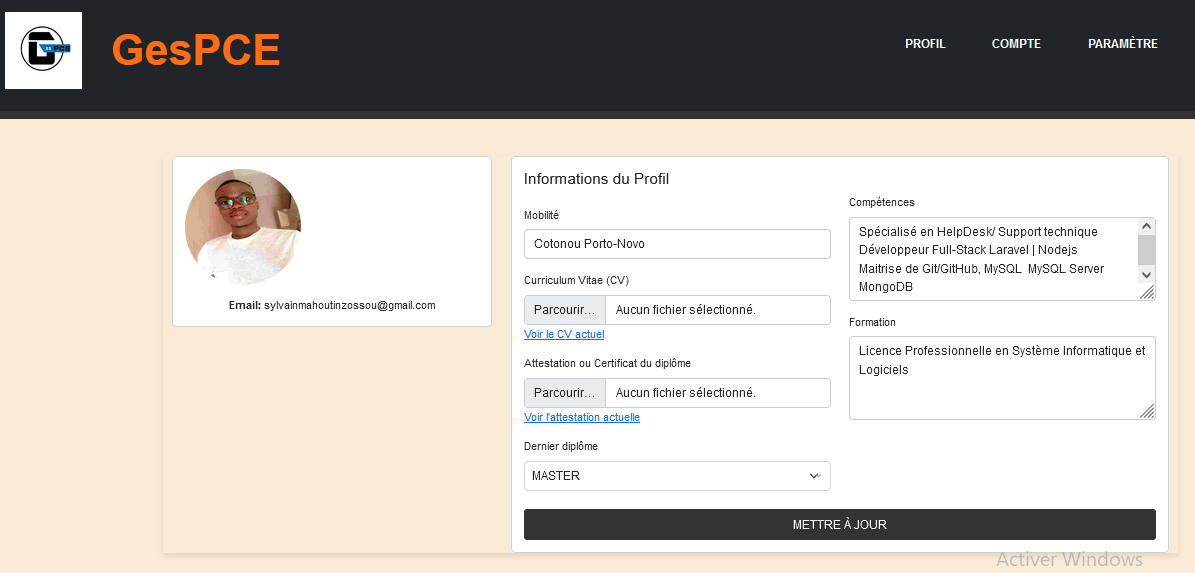 G ES PCE
GesPCE
PROFIL COMPTE PARAMÈTRE
Email: sylvainmahoutinzossou@gmail.com
Informations du Profil
Mobilité
Cotonou Porto-Novo
Curriculum Vitae (CV)
Parcourir... Aucun fichier sélectionné.
Voir le CV actuel
Attestation ou Certificat du diplôme
Parcourir... Aucun fichier sélectionné.
Voir l'attestation actuelle
Dernier diplôme
MASTER
Compétences
Spécialisé en HelpDesk/ Support technique
Développeur Full-Stack Laravel | Nodejs
Maitrise de Git/GitHub, MySQL MySQL Server
MongoDB
Formation
Licence Professionnelle en Système Informatique et
Logiciels
METTRE À JOUR
Activer Windows